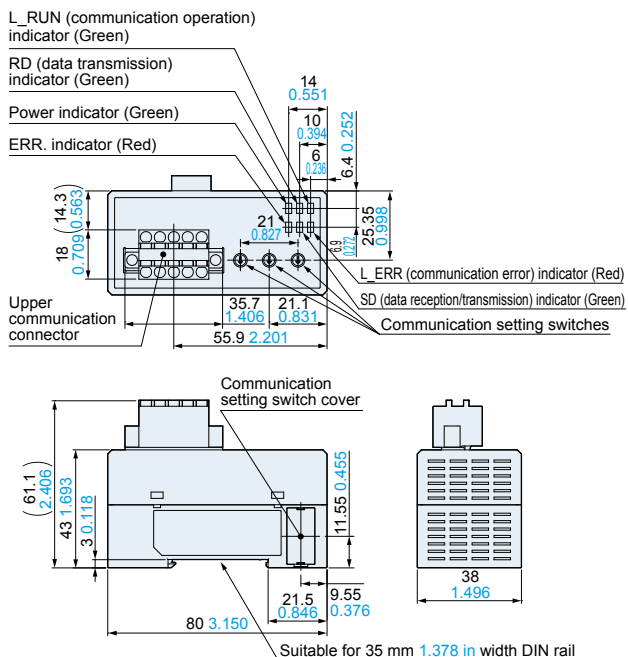 L_RUN (communication operation)
indicator (Green)
RD (data transmission)
indicator (Green)
Power indicator (Green)
ERR. indicator (Red)
14
0.551
10
0.394
6
0.236
6.4 0.252
(14.3)
0.563
18
0.709
21
0.827
6.9
0.272
25.35
0.998
L_ERR (communication error) indicator (Red)
SD (data reception/transmission) indicator (Green)
Communication setting switches
Upper
communication
connector
35.7
1.406
21.1
0.831
55.9 2.201
Communication
setting switch cover
(61.1)
2.406
43 1.693
3 0.118
11.55 0.455
9.55
0.376
21.5
0.846
80 3.150
38
1.496
Suitable for 35 mm 1.378 in width DIN rail